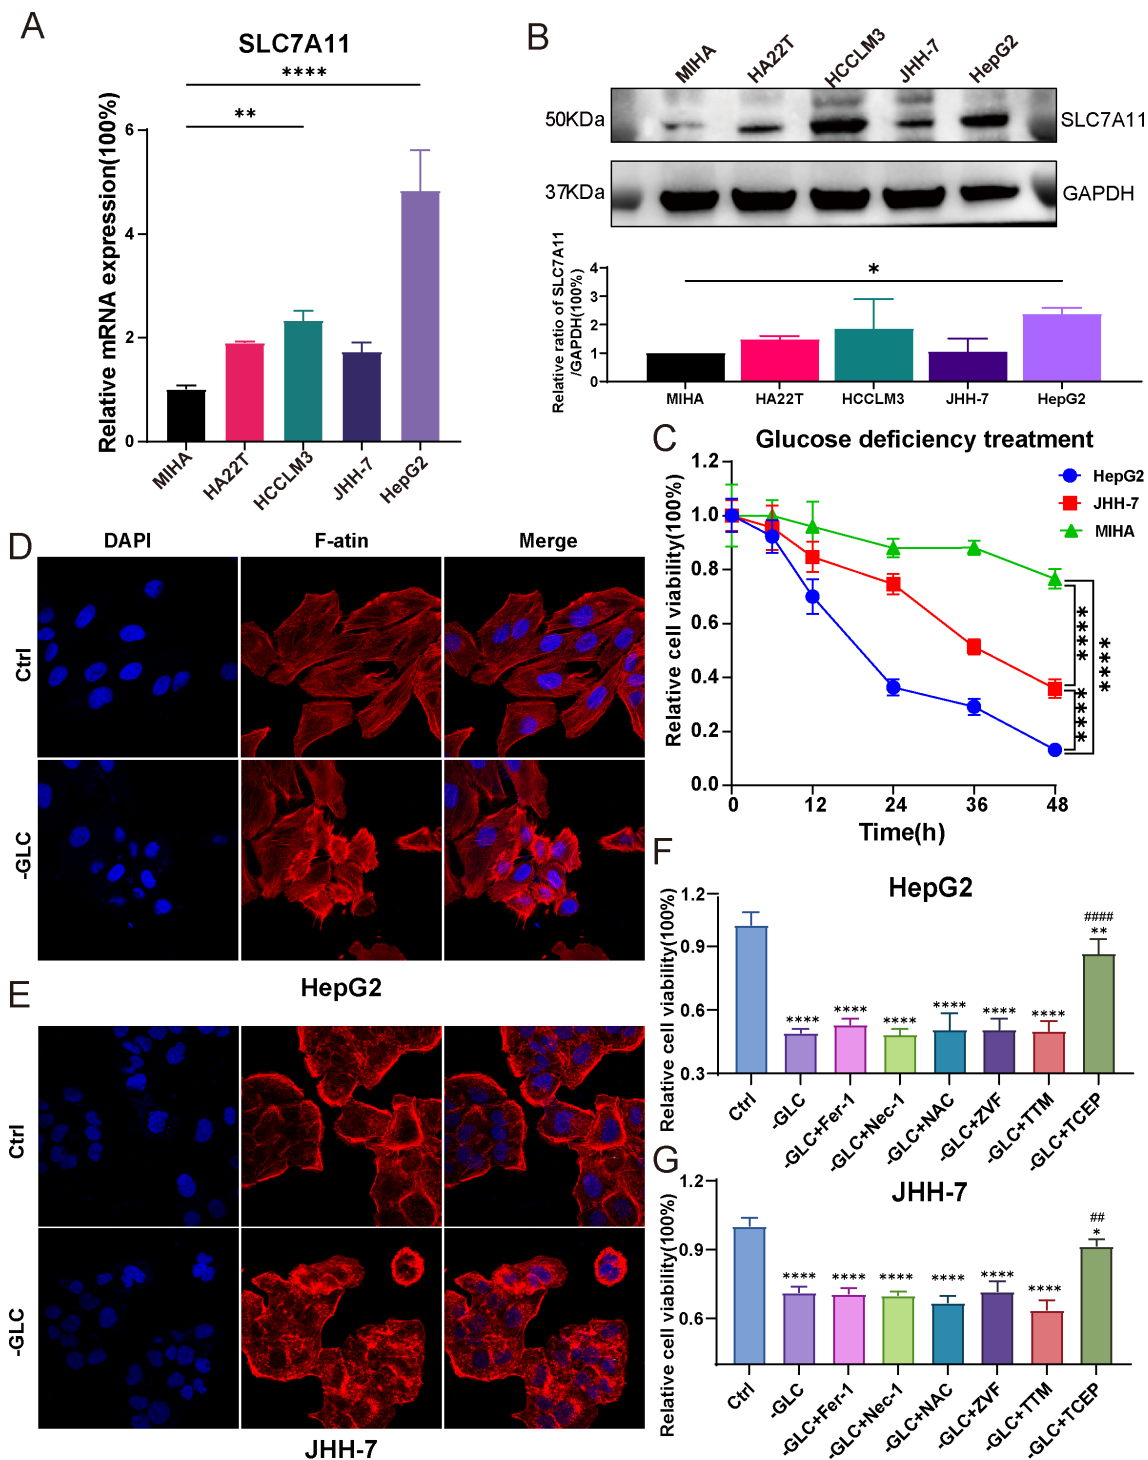 A
SLC7A11
****
**
Relative mRNA expression(100%)
6
4
2
0
MIHA
HA22T
HCCLM3
JHH-7
HepG2
B
MIHA
HA22T
HCCLM3
JHH-7
HepG2
50KDa
SLC7A11
37KDa
GAPDH
Relative ratio of SLC7A11
/GAPDH(100%)
4
3
2
1
0
*
MIHA
HA22T
HCCLM3
JHH-7
HepG2
C
Glucose deficiency treatment
Relative cell viability(100%)
1.2
1.0
0.8
0.6
0.4
0.2
0.0
HepG2
JHH-7
MIHA
****
****
****
0
12
24
36
48
Time(h)
D
DAPI
F-atin
Merge
Ctrl
-GLC
HepG2
E
Ctrl
-GLC
JHH-7
F
HepG2
Relative cell viability(100%)
1.2
0.9
0.6
0.3
****
****
****
****
****
****
####
**
Ctrl
-GLC
-GLC+Fer-1
-GLC+Nec-1
-GLC+NAC
-GLC+ZVF
-GLC+TTM
-GLC+TCEP
G
JHH-7
Relative cell viability(100%)
1.2
0.9
0.6
****
****
****
****
****
****
##
*
Ctrl
-GLC
-GLC+Fer-1
-GLC+Nec-1
-GLC+NAC
-GLC+ZVF
-GLC+TTM
-GLC+TCEP